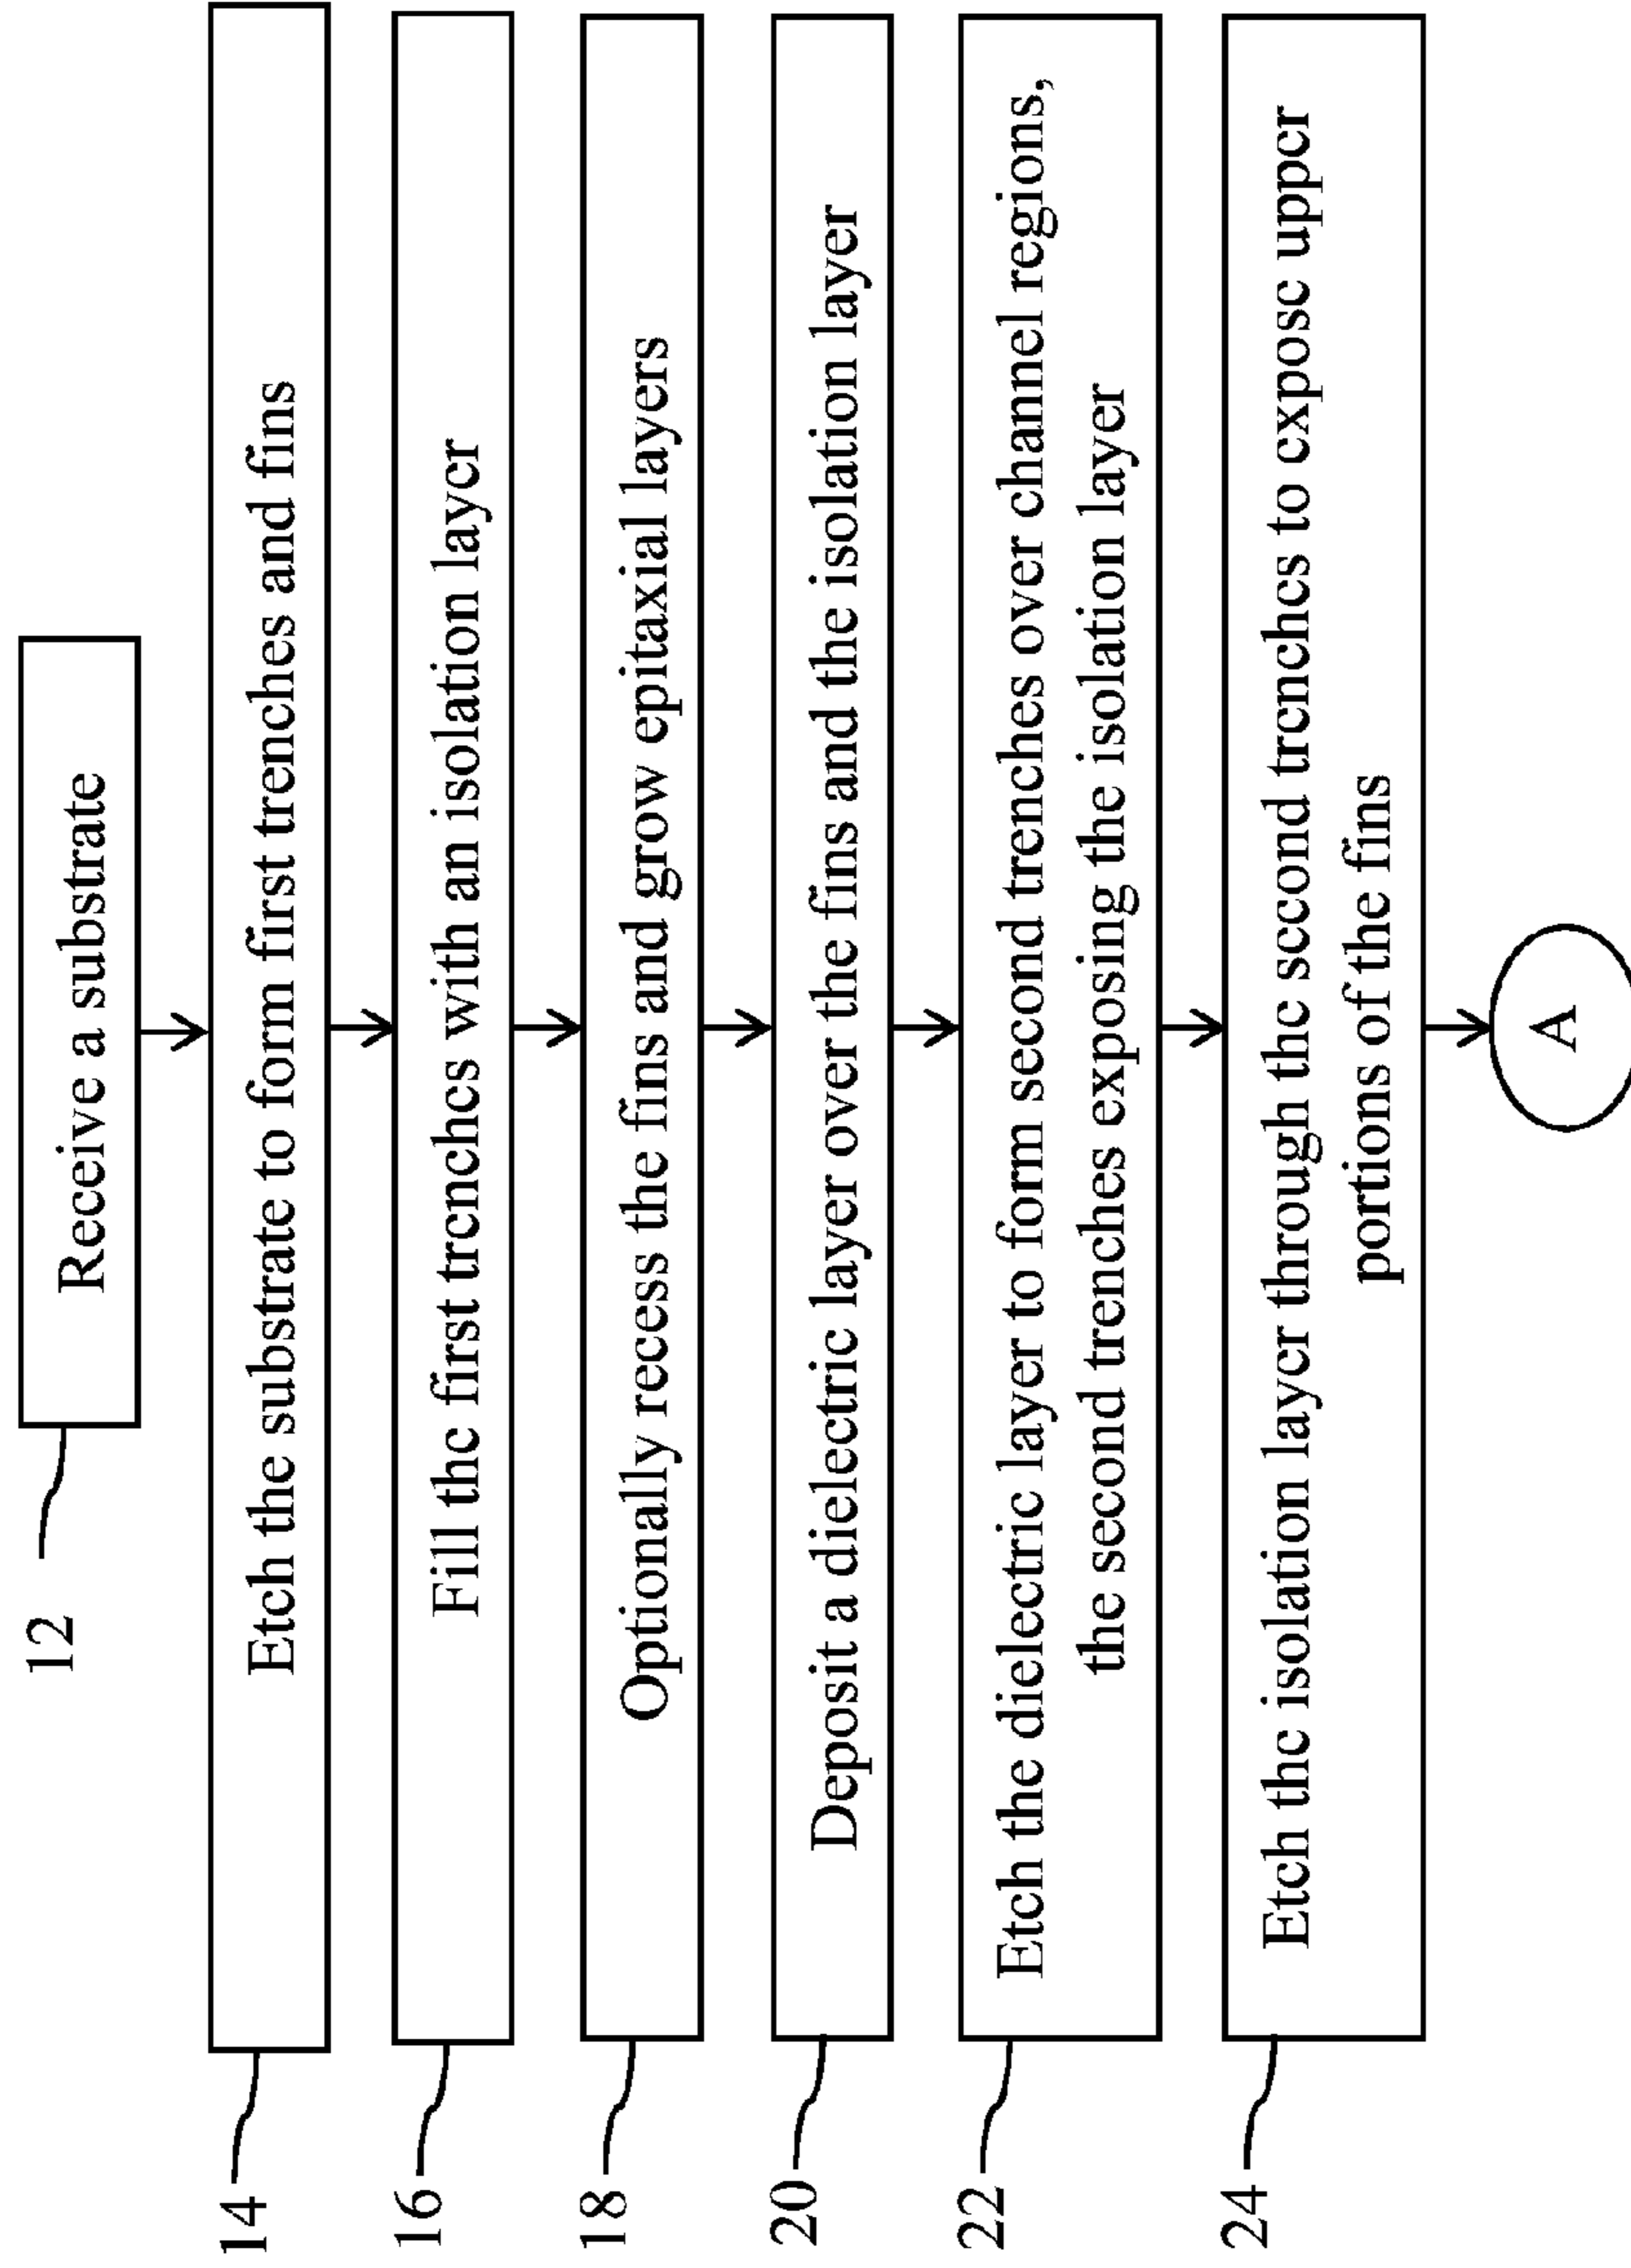 12
Receive a substrate
14
Etch the substrate to form first trenches and fins
16
Fill the first trenches with an isolation layer
18
Optionally recess the fins and grow epitaxial layers
20
Deposit a dielectric layer over the fins and the isolation layer
22
Etch the dielectric layer to form second trenches over channel regions,
the second trenches exposing the isolation layer
24
Etch the isolation layer through the second trenches to expose upper
portions of the fins
A